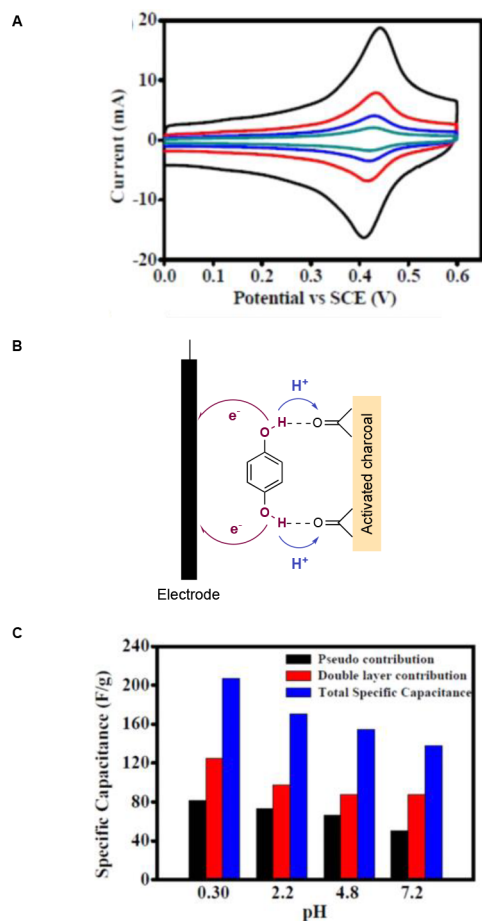 A
)
20
10
0
-10
-20
Current (mA)
0.0 0.1 0.2 0.3 0.4 0.5 0.6
Potential vs SCE (V)
B
H+
e-
O H O
O H O
e-
H+
Activated charcoal
Electrode
C
240
200
160
120
80
40
0
Specific Capacitance (F/g)
Pseudo contribution
Double layer contribution
Total Specific Capacitance
0.30 2.2 4.8 7.2
pH